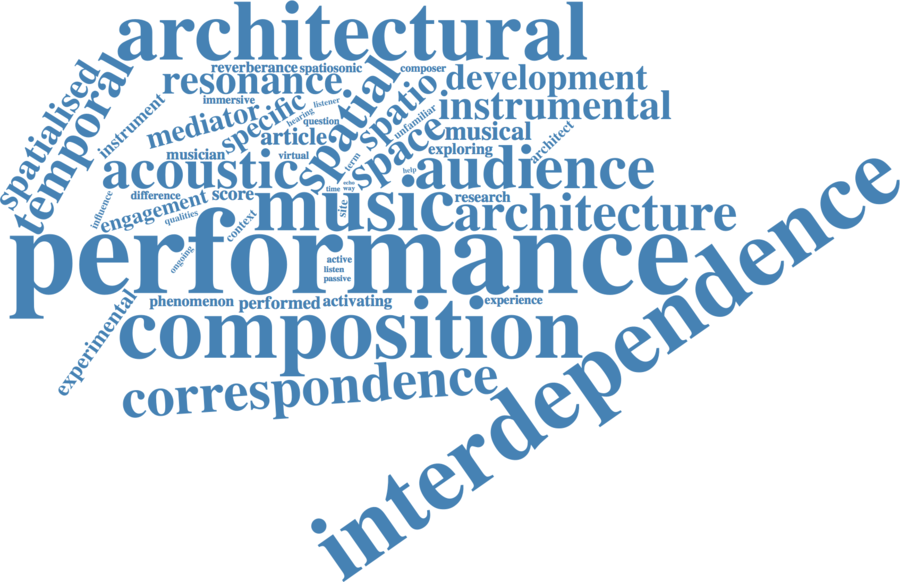 architectural
reverberance
spatiosonic
composer
resonance
development
spatialised
temporal
instrument
immersive
listener
mediator
specific
hearing
question
spatial
spatio
unfamiliar
instrumental
article
musical
architect
musician
virtual
term
space
exploring
acoustic
help
audience
echo
time
way
difference
score
influence
engagement
qualities
context
music
site
research
architecture
performance
ongoing
active
listen
passive
interdependence
experimental
phenomenon
performed
activating
experience
composition
correspondence